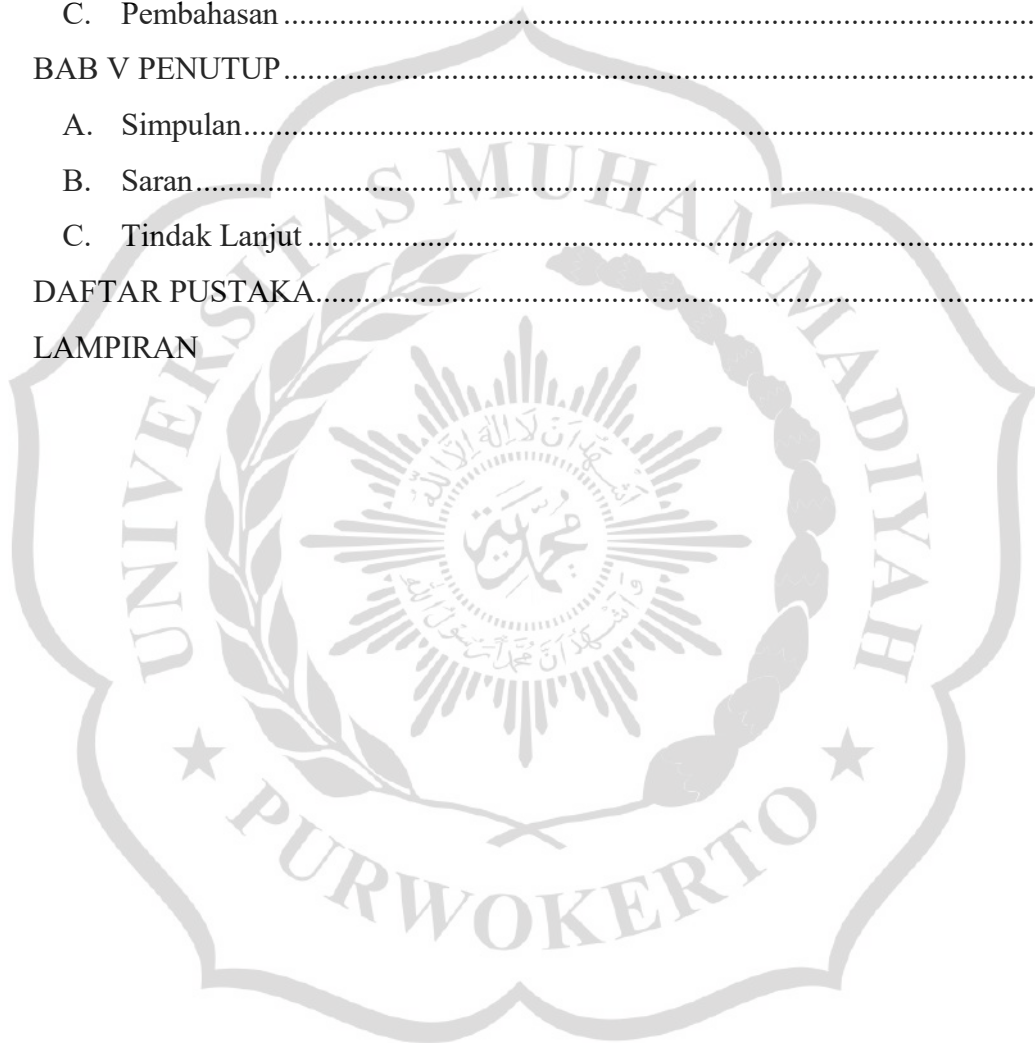 C. Pembahasan ........................................................................................
BAB V PENUTUP ........................................................................................
A. Simpulan ........................................................................................
B. Saran ........................................................................................
C. Tindak Lanjut ........................................................................................
DAFTAR PUSTAKA ........................................................................................
LAMPIRAN
UNIVERSITAS MUHAMMADIYAH
PURWOKERTO